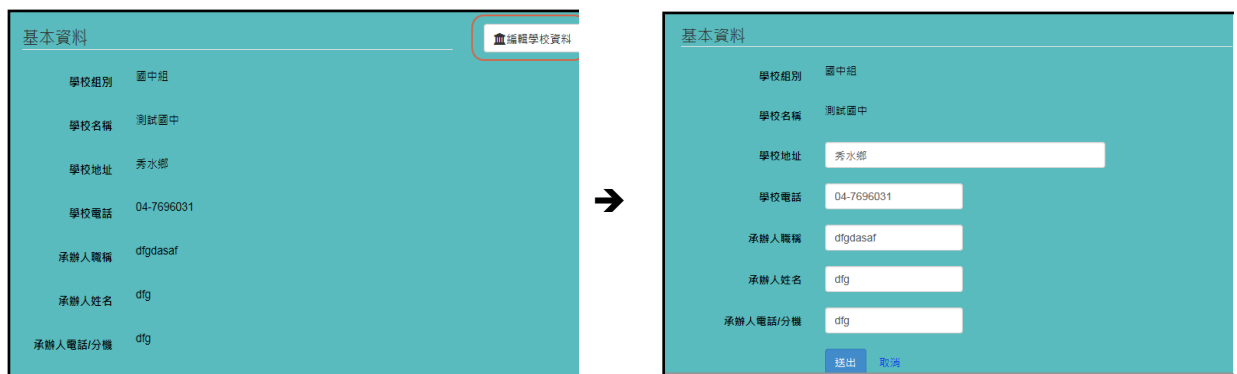 基本資料
編輯學校資料
學校組別 國中組
學校名稱 測試國中
學校地址 秀水鄉
學校電話 04-7696031
承辦人職稱 dfgdasaf
承辦人姓名 dfg
承辦人電話/分機 dfg
➔
基本資料
學校組別 國中組
學校名稱 測試國中
學校地址 秀水鄉
學校電話 04-7696031
承辦人職稱 dfgdasaf
承辦人姓名 dfg
承辦人電話/分機 dfg
送出 取消